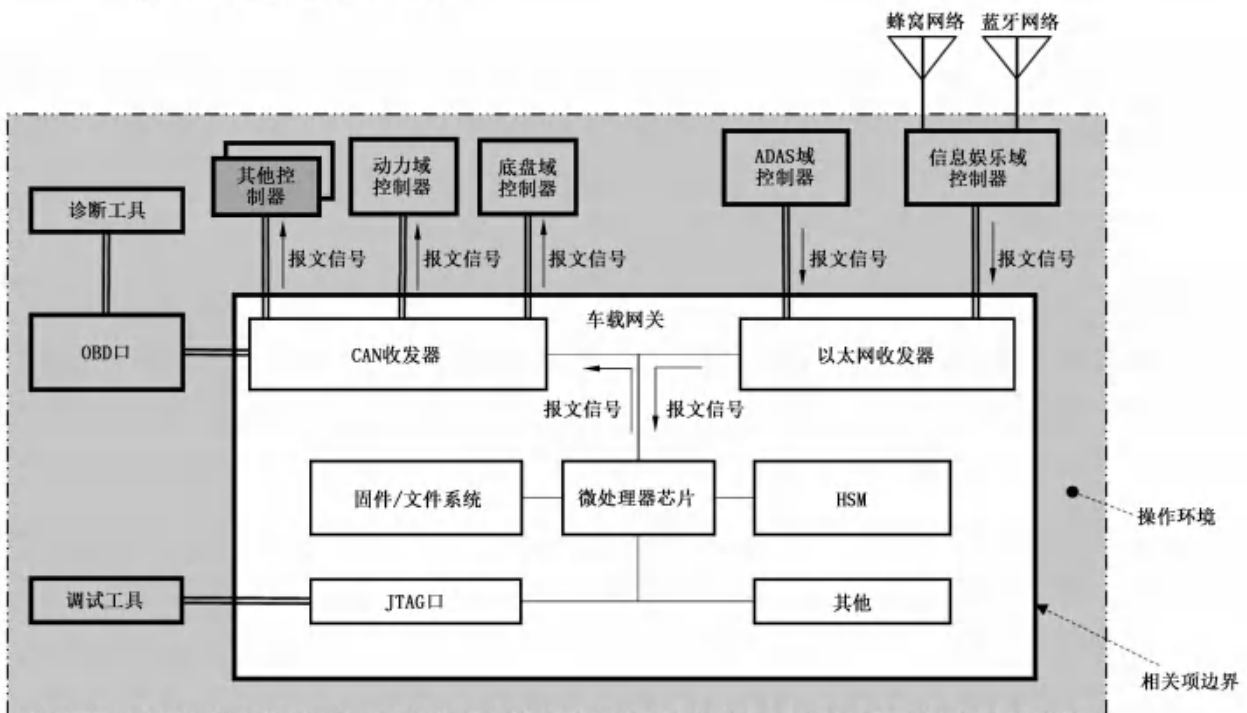 蜂窝网络
蓝牙网络
其他控
制器
动力域
控制器
底盘域
控制器
ADAS域
控制器
信息娱乐域
控制器
诊断工具
报文信号
报文信号
报文信号
报文信号
报文信号
车载网关
OBD口
CAN收发器
以太网收发器
报文信号
报文信号
固件/文件系统
微处理器芯片
HSM
操作环境
调试工具
JTAG口
其他
相关项边界